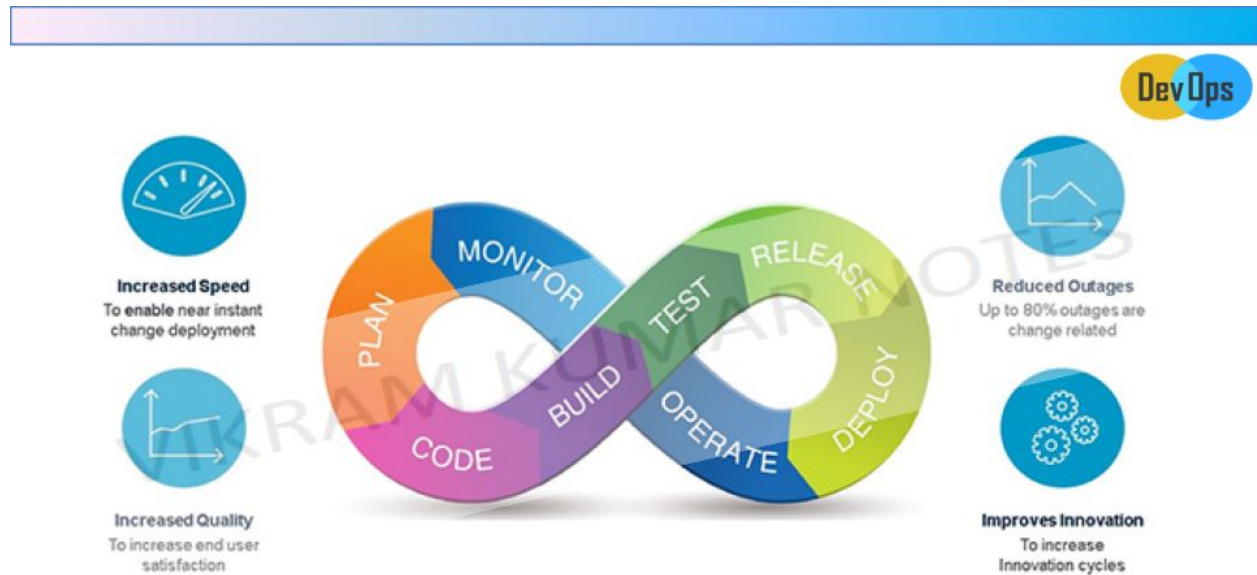 DevOps
Increased Speed
To enable near instant
change deployment
Increased Quality
To increase end user
satisfaction
PLAN
MONITOR
CODE
BUILD
TEST
RELEASE
DEPLOY
OPERATE
Reduced Outages
Up to 80% outages are
change related
Improves Innovation
To increase
Innovation cycles
VIKRAM KUMAR NOTES